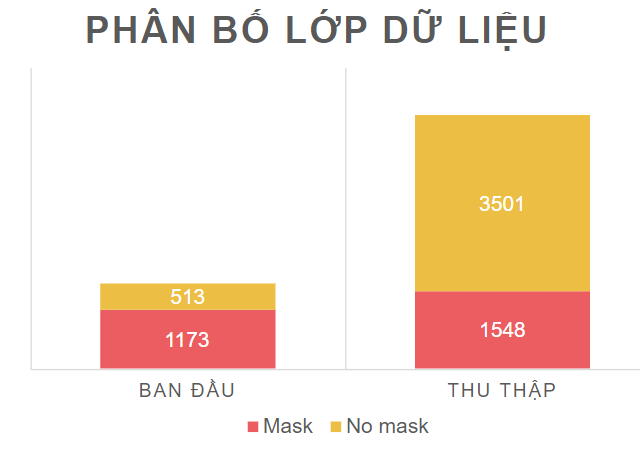 PHÂN BỐ LỚP DỮ LIỆU
3501
513
1173
1548
BAN ĐẦU
THU THẬP
Mask
No mask